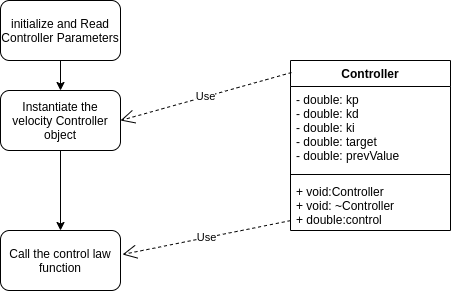 initialize and Read
Controller Parameters
Instantiate the
velocity Controller
object
Call the control law
function
Use
Use
Controller
- double: kp
- double: kd
- double: ki
- double: target
- double: prevValue
+ void:Controller
+ void: ~Controller
+ double:control